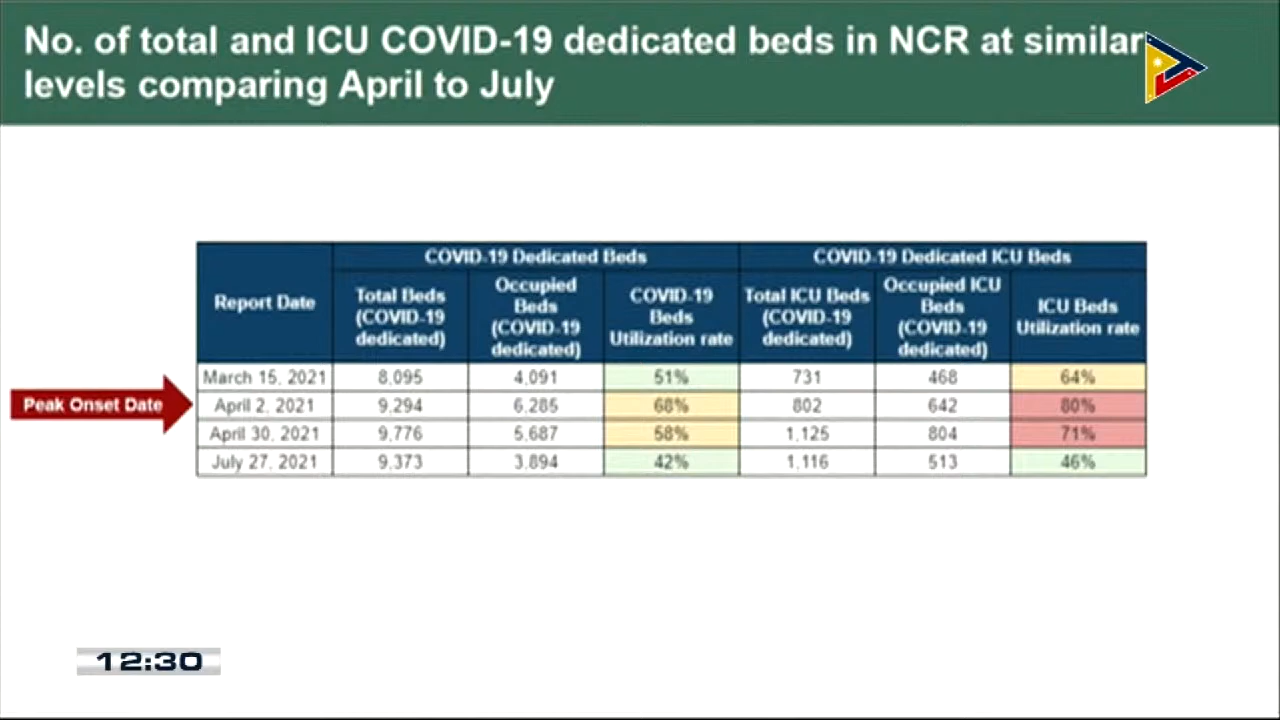 No. of total and ICU COVID-19 dedicated beds in NCR at similar
levels comparing April to July
COVID-19 Dedicated Beds COVID-19 Dedicated ICU Beds
Report Date
Total Beds
(COVID-19
dedicated)
Occupied
Beds
(COVID-19
dedicated)
COVID-19
Beds
Utilization rate
Total ICU Beds
(COVID-19
dedicated)
Occupied ICU
Beds
(COVID-19
dedicated)
ICU Beds
Utilization rate
March 15, 2021 8,095 4,091 51% 731 468 64%
Peak Onset Date
April 2, 2021 9,294 6,285 68% 802 642 80%
April 30, 2021 9,776 5,687 58% 1,125 804 71%
July 27, 2021 9,373 3,894 42% 1,116 513 46%
12:30